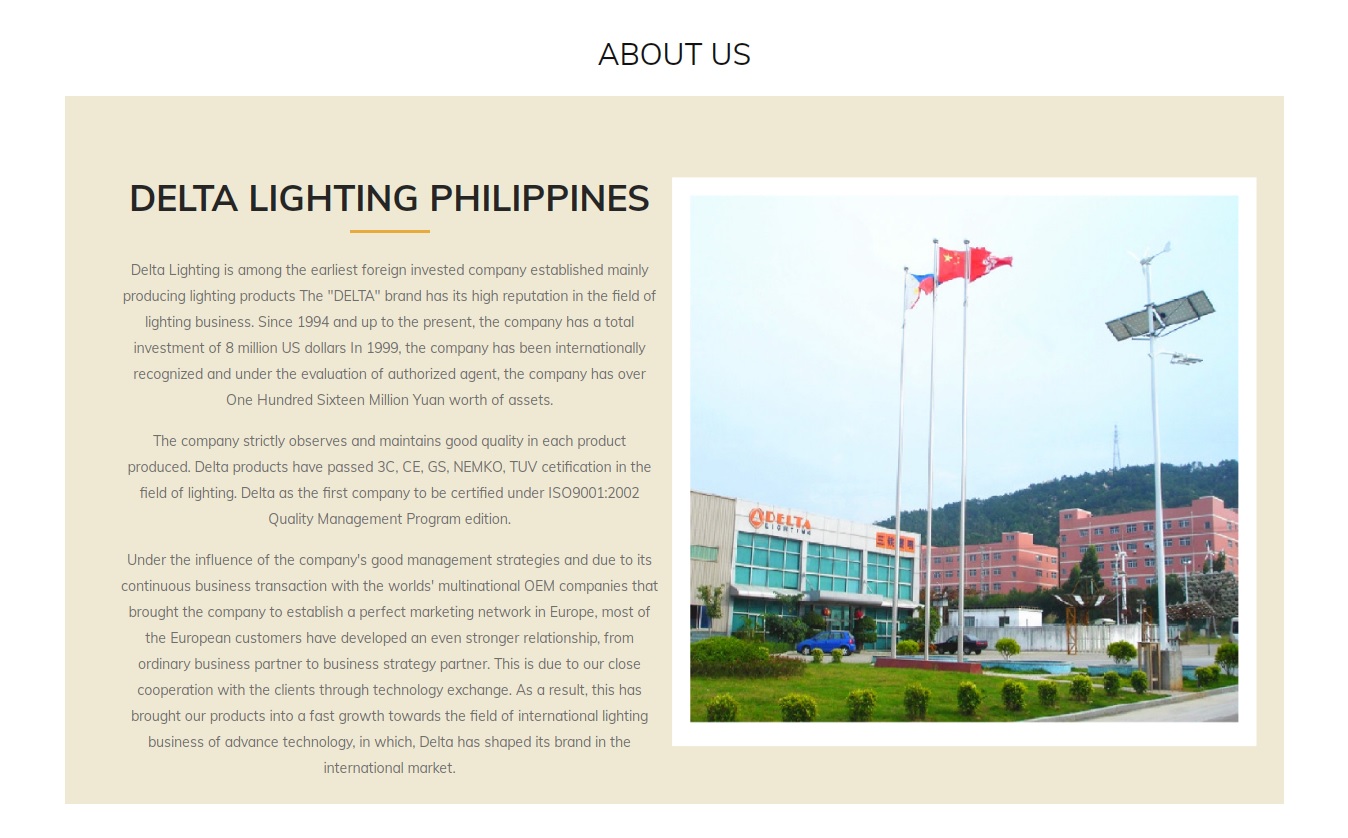 ABOUT US
DELTA LIGHTING PHILIPPINES
Delta Lighting is among the earliest foreign invested company established mainly
producing lighting products The "DELTA" brand has its high reputation in the field of
lighting business. Since 1994 and up to the present, the company has a total
investment of 8 million US dollars In 1999, the company has been internationally
recognized and under the evaluation of authorized agent, the company has over
One Hundred Sixteen Million Yuan worth of assets.
The company strictly observes and maintains good quality in each product
produced. Delta products have passed 3C, CE, GS, NEMKO, TUV cetification in the
field of lighting. Delta as the first company to be certified under ISO9001:2002
Quality Management Program edition.
Under the influence of the company's good management strategies and due to its
continuous business transaction with the worlds' multinational OEM companies that
brought the company to establish a perfect marketing network in Europe, most of
the European customers have developed an even stronger relationship, from
ordinary business partner to business strategy partner. This is due to our close
cooperation with the clients through technology exchange. As a result, this has
brought our products into a fast growth towards the field of international lighting
business of advance technology, in which, Delta has shaped its brand in the
international market.
DELTA
LIGHTING